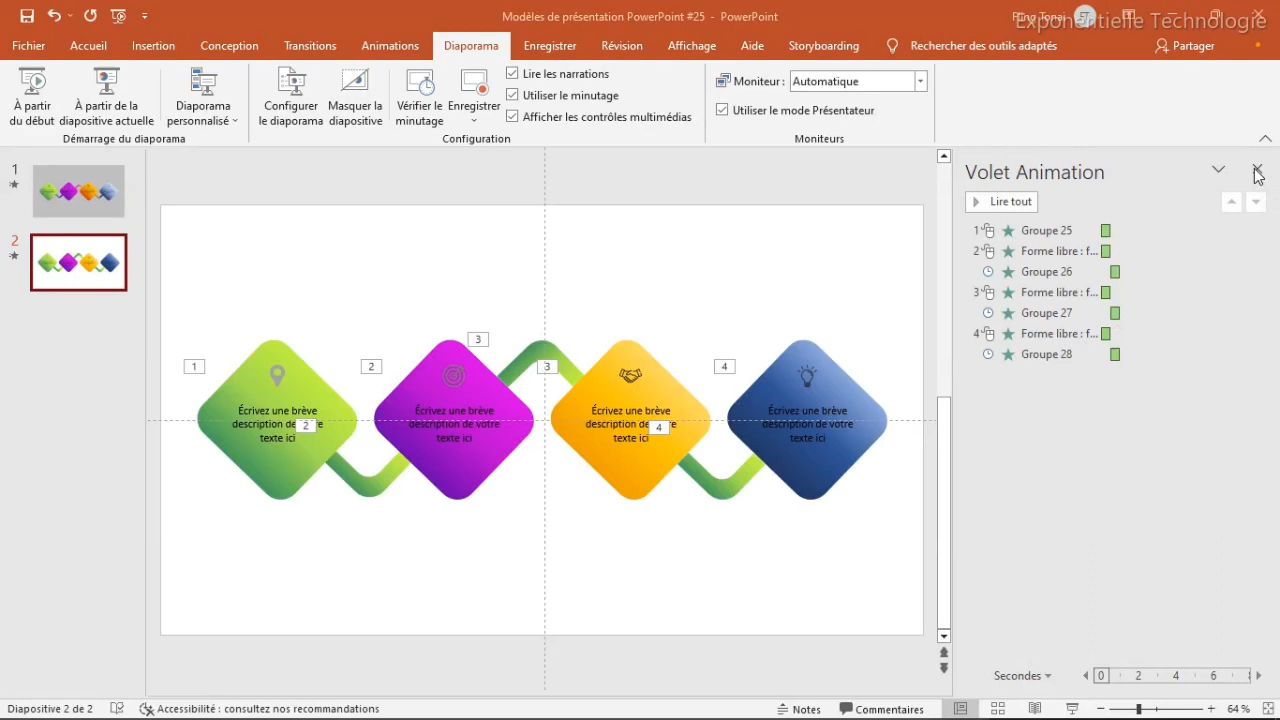 Modèles de présentation PowerPoint #25 - PowerPoint
Exponentielle Technologie
Fichier Accueil Insertion Conception Transitions Animations Diaporama Enregistrer Révision Affichage Aide Storyboarding Rechercher des outils adaptés Partager
À partir du début
À partir de la diapositive actuelle
Diaporama personnalisé
Configurer le diaporama
Masquer la diapositive
Vérifier le minutage
Enregistrer
Lire les narrations
Utiliser le minutage
Afficher les contrôles multimédias
Moniteur : Automatique
Utiliser le mode Présentateur
Démarrage du diaporama
Configuration
Moniteurs
1
2
Volet Animation
Lire tout
1 Groupe 25
2 Forme libre : f...
Groupe 26
3 Forme libre : f...
Groupe 27
4 Forme libre : f...
Groupe 28
1
2
3
3
4
Écrivez une brève
description de votre
texte ici
2
Écrivez une brève
description de votre
texte ici
Écrivez une brève
description de votre
texte ici
4
Écrivez une brève
description de votre
texte ici
Secondes 0 2 4 6
Diapositive 2 de 2 Accessibilité : consultez nos recommandations Notes Commentaires 64 %